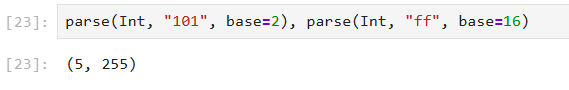 [23]: parse(Int, "101", base=2), parse(Int, "ff", base=16)
[23]: (5, 255)